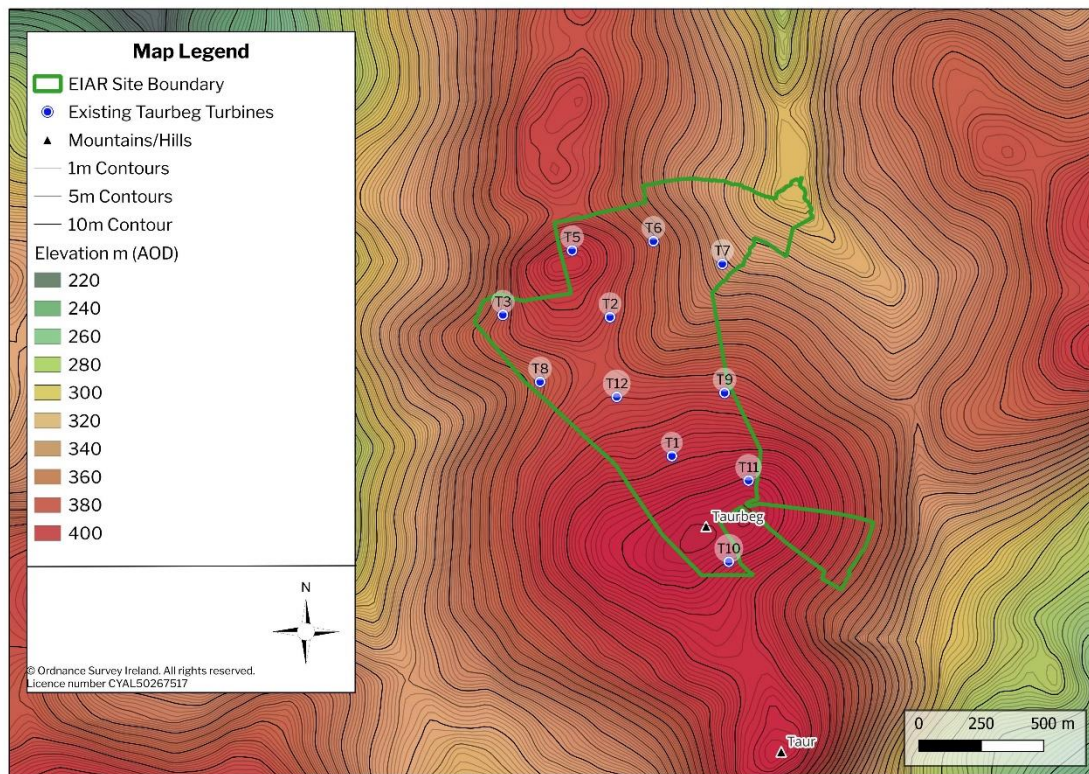 Map Legend
EIAR Site Boundary
Existing Taurbeg Turbines
Mountains/Hills
1m Contours
5m Contours
10m Contour
Elevation m (AOD)
220
240
260
280
300
320
340
360
380
400
N
© Ordnance Survey Ireland. All rights reserved.
Licence number CYAL50267517
T5
T6
T7
T3
T2
T8
T12
T9
T1
T11
Taurbeg
T10
Taur
0 250 500 m